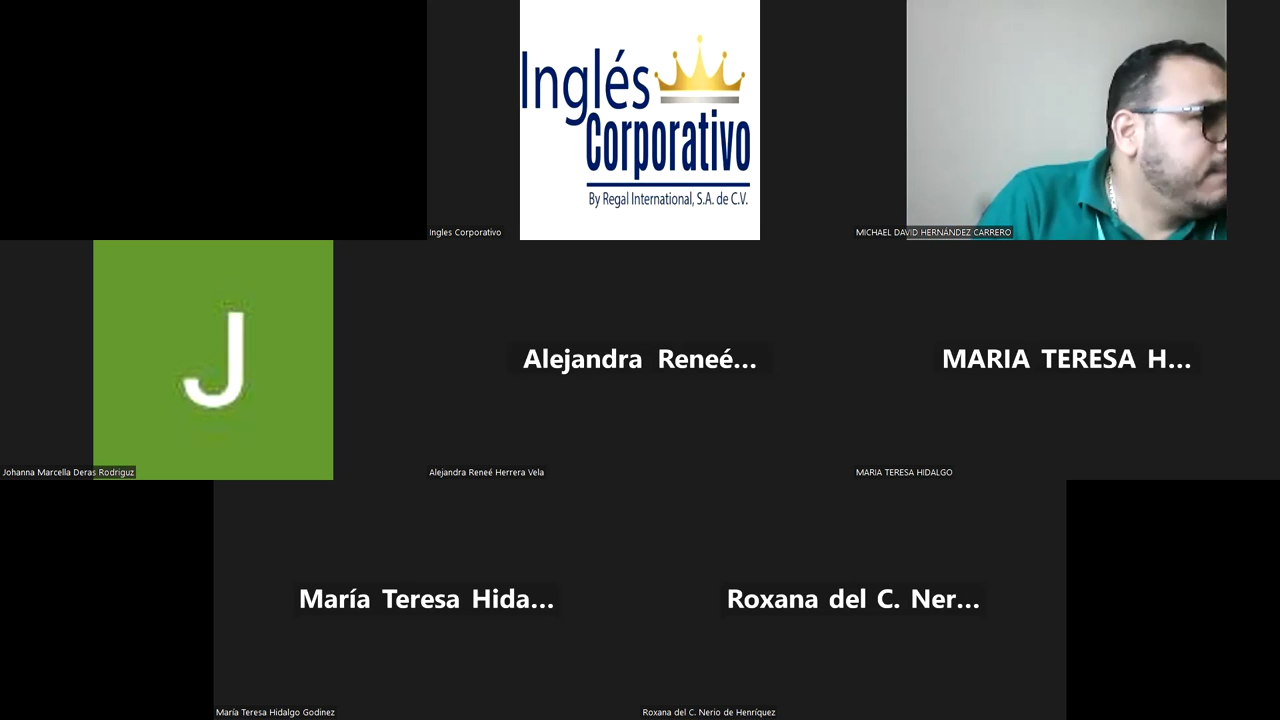 Inglés
Corporativo
By Regal International, S.A. de C.V.
Ingles Corporativo
MICHAEL DAVID HERNÁNDEZ CARRERO
J
Johanna Marcella Deras Rodriguz
Alejandra Reneé...
Alejandra Reneé Herrera Vela
MARIA TERESA H...
MARIA TERESA HIDALGO
María Teresa Hida...
María Teresa Hidalgo Godinez
Roxana del C. Ner...
Roxana del C. Nerio de Henríquez